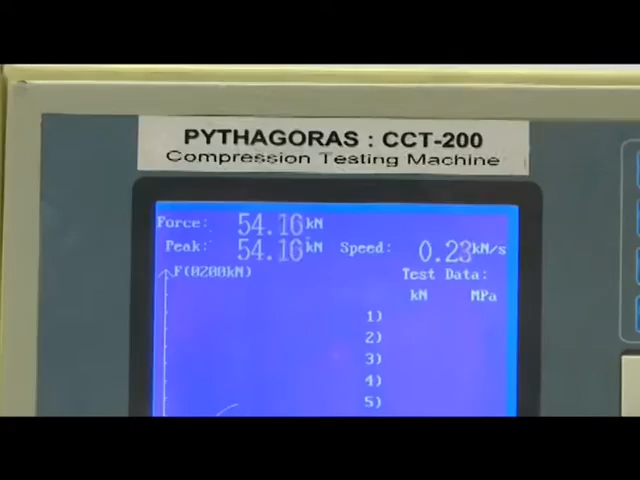 PYTHAGORAS : CCT-200
Compression Testing Machine
Force: 54.16kN
Peak: 54.16kN Speed: 0.23kN/s
F(0200kN) Test Data:
kN MPa
1)
2)
3)
4)
5)